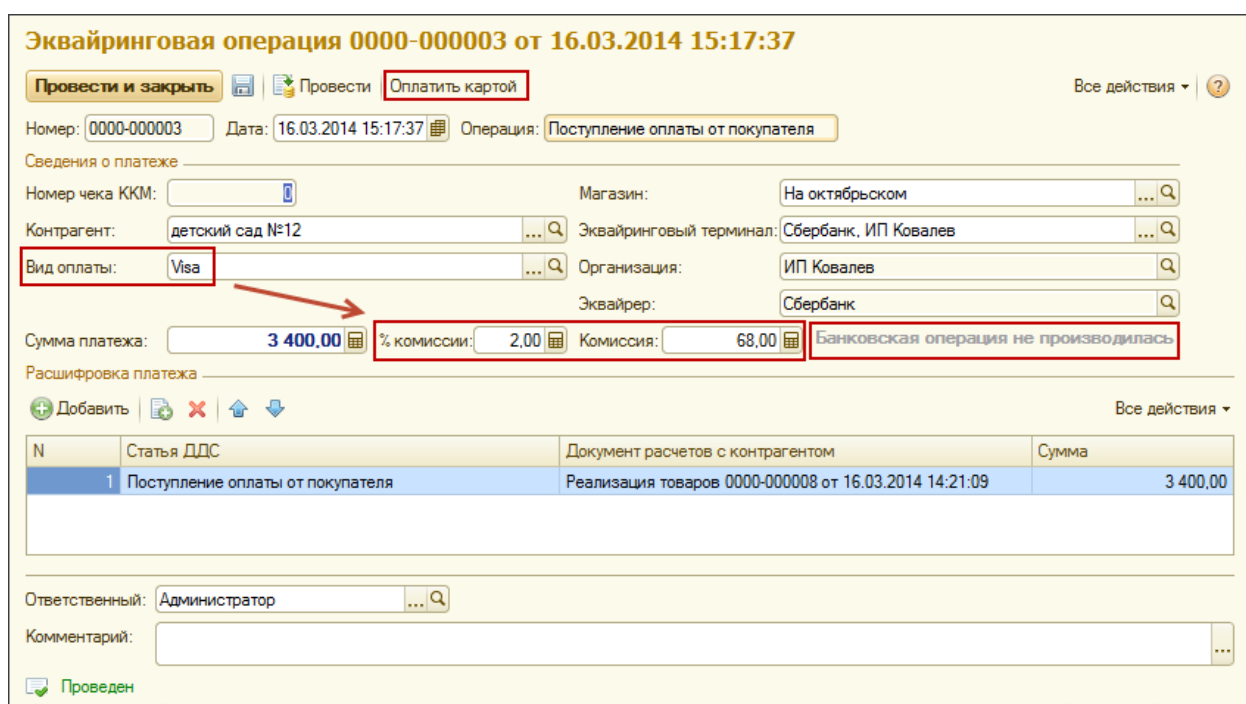 Эквайринговая операция 0000-000003 от 16.03.2014 15:17:37
Провести и закрыть Провести Оплатить картой Все действия ?
Номер: 0000-000003 Дата: 16.03.2014 15:17:37 Операция: Поступление оплаты от покупателя
Сведения о платеже
Номер чека ККМ: 0 Магазин: На октябрьском ...
Контрагент: детский сад №12 ... Эквайринговый терминал: Сбербанк, ИП Ковалев ...
Вид оплаты: Visa ... Организация: ИП Ковалев
Эквайрер: Сбербанк
Сумма платежа: 3 400,00 % комиссии: 2,00 Комиссия: 68,00 Банковская операция не производилась
Расшифровка платежа
Добавить Все действия
N Статья ДДС Документ расчетов с контрагентом Сумма
1 Поступление оплаты от покупателя Реализация товаров 0000-000008 от 16.03.2014 14:21:09 3 400,00
Ответственный: Администратор ...
Комментарий: ...
Проведен